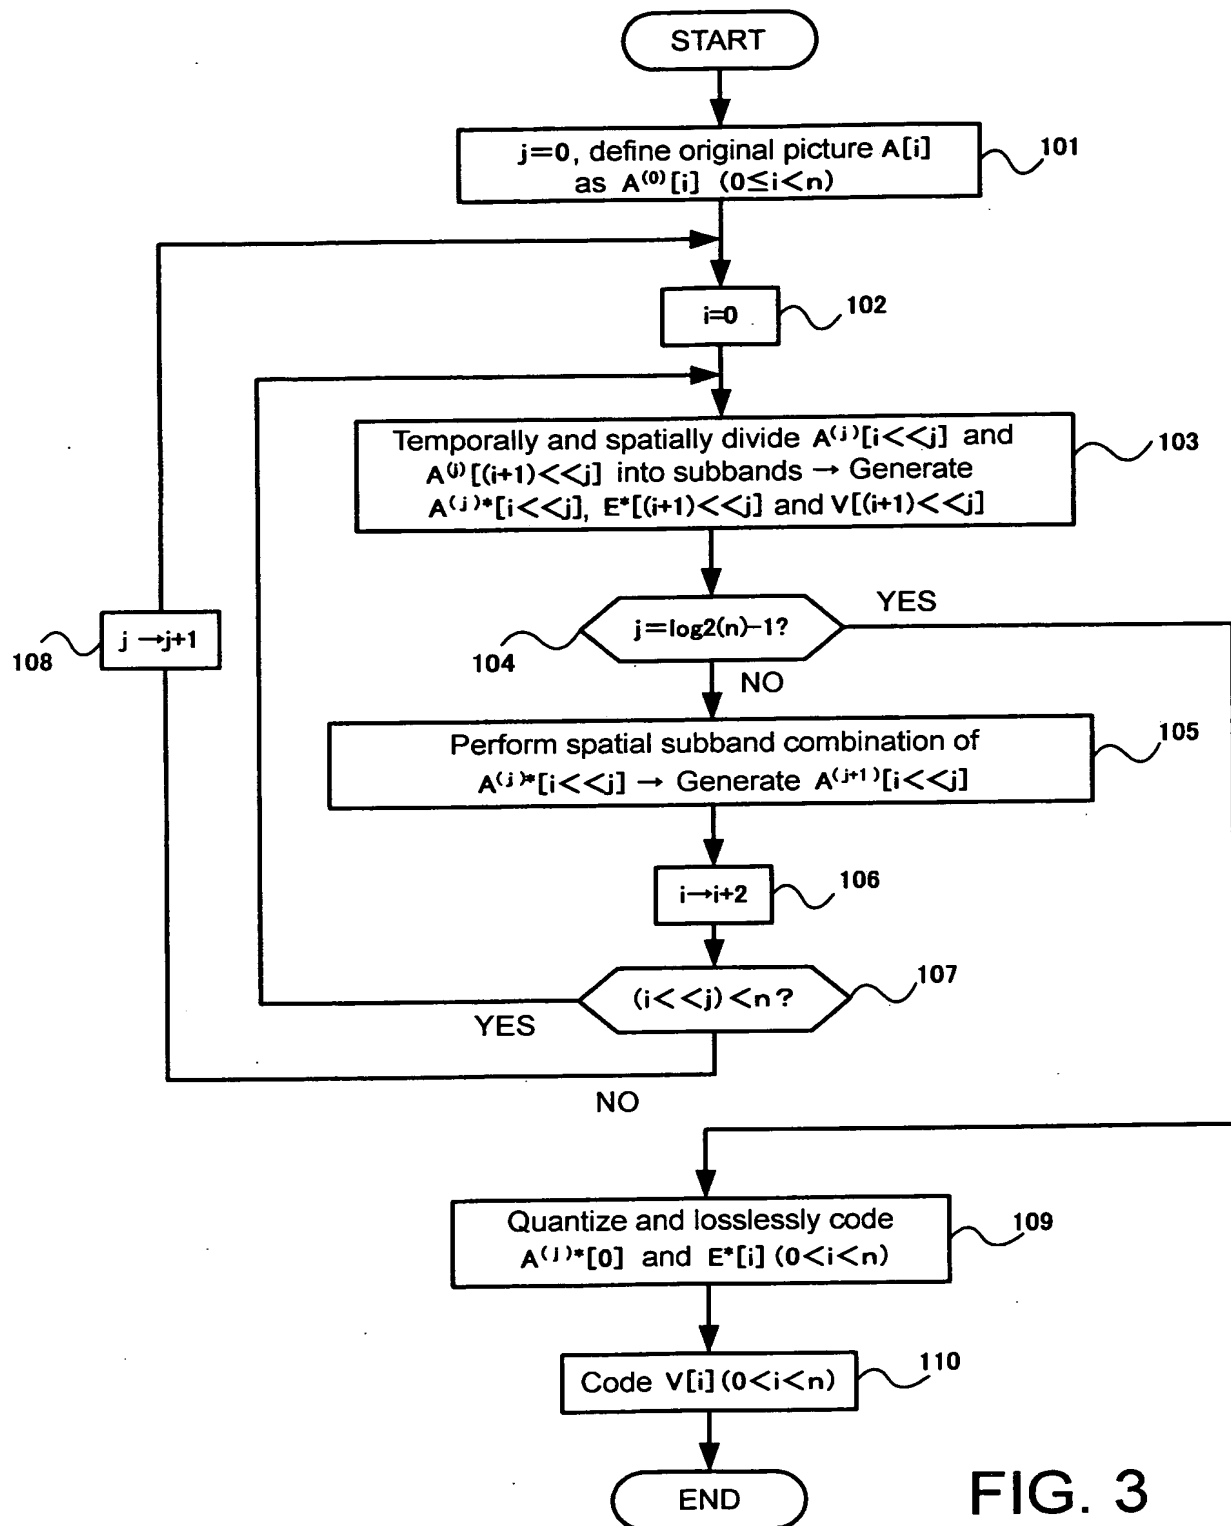 START
j=0, define original picture A[i]
as A⁽⁰⁾[i] (0≤i<n)
101
i=0
102
Temporally and spatially divide A⁽ʲ⁾[i<<j] and
A⁽ʲ⁾[(i+1)<<j] into subbands → Generate
A⁽ʲ⁾*[i<<j], E*[(i+1)<<j] and V[(i+1)<<j]
103
j=log2(n)-1?
104
YES
NO
j →j+1
108
Perform spatial subband combination of
A⁽ʲ⁾*[i<<j] → Generate A⁽ʲ⁺¹⁾[i<<j]
105
i→i+2
106
(i<<j)<n?
107
YES
NO
Quantize and losslessly code
A⁽ʲ⁾*[0] and E*[i] (0<i<n)
109
Code V[i] (0<i<n)
110
END
FIG. 3